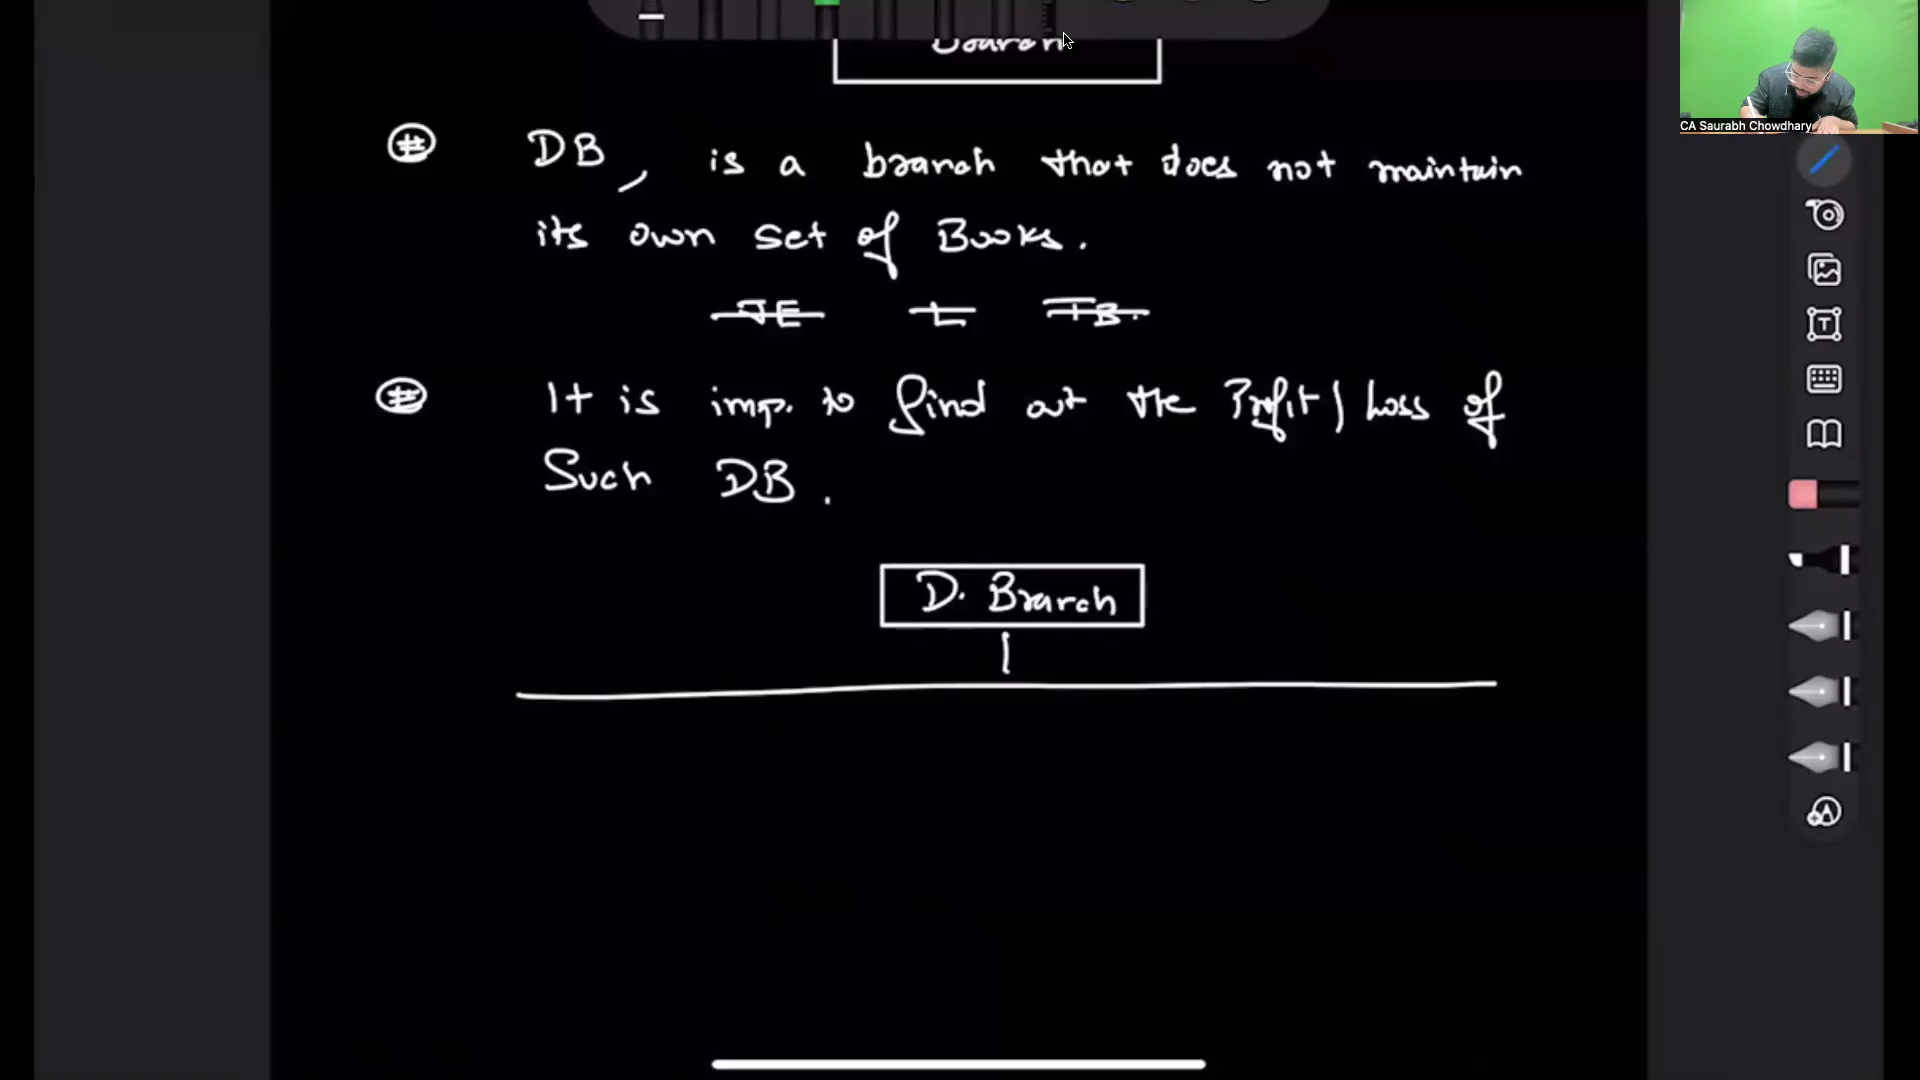 Branch
CA Saurabh Chowdhary
# DB, is a branch that does not maintain
its own set of Books.
JE L TB.
# It is imp. to find out the Profit / Loss of
Such DB.
D. Branch